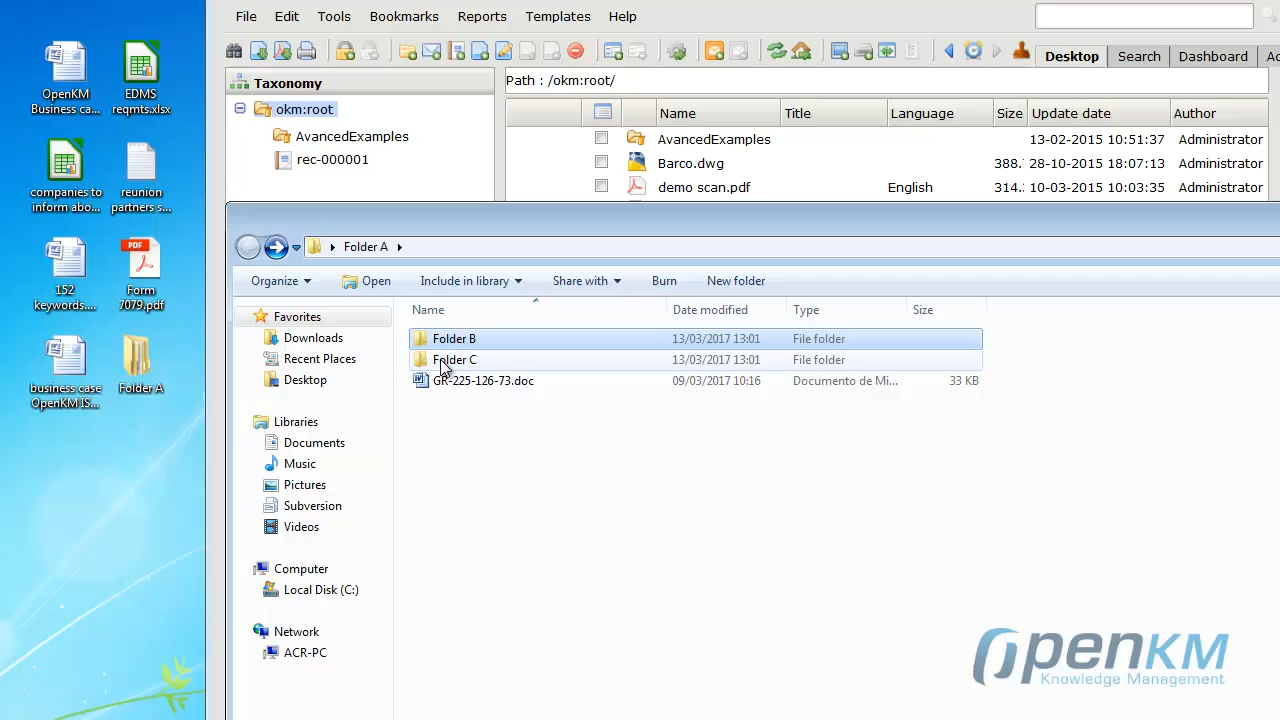 File Edit Tools Bookmarks Reports Templates Help
Desktop Search Dashboard
Taxonomy
Path : /okm:root/
okm:root
Name Title Language Size Update date Author
AvancedExamples
rec-000001
AvancedExamples 13-02-2015 10:51:37 Administrator
Barco.dwg 388. 28-10-2015 18:07:13 Administrator
demo scan.pdf English 314. 10-03-2015 10:03:35 Administrator
OpenKM
Business ca...
EDMS
reqmts.xlsx
companies to
inform abo...
reunion
partners s...
152
keywords....
PDF
Form
7079.pdf
business case
OpenKM IS...
Folder A
Folder A
Organize Open Include in library Share with Burn New folder
Name Date modified Type Size
Favorites
Downloads
Recent Places
Desktop
Libraries
Documents
Music
Pictures
Subversion
Videos
Computer
Local Disk (C:)
Network
ACR-PC
Folder B 13/03/2017 13:01 File folder
Folder C 13/03/2017 13:01 File folder
GR-225-126-73.doc 09/03/2017 10:16 Documento de Mi... 33 KB
OpenKM
Knowledge Management